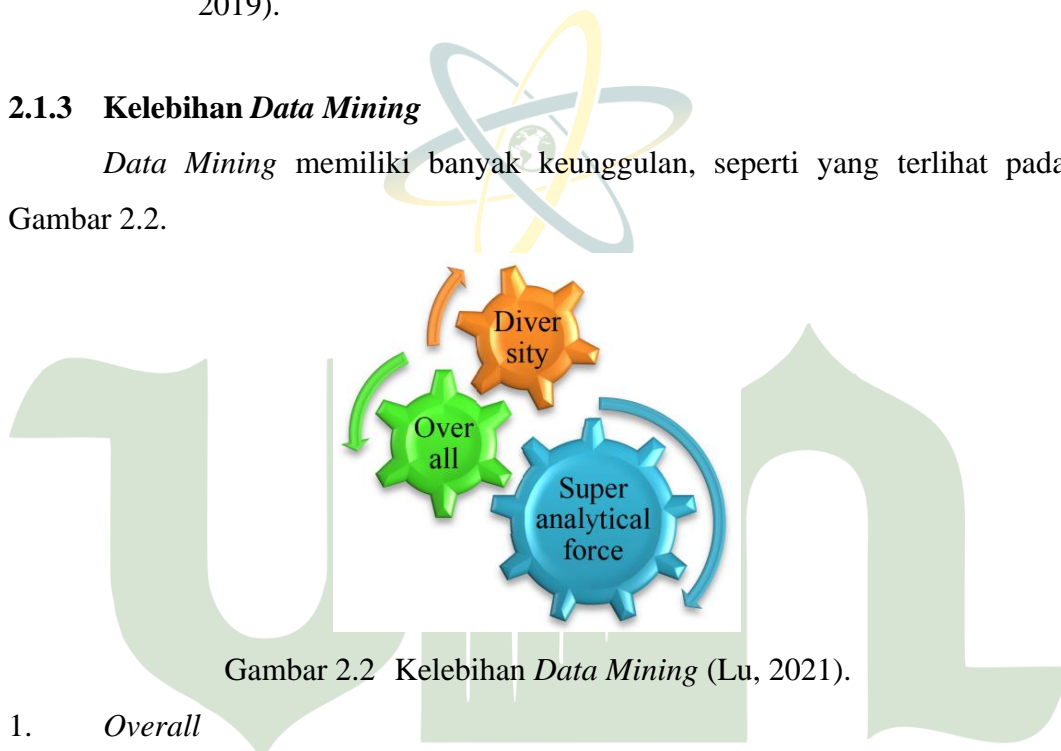 2019).
2.1.3 Kelebihan Data Mining
Data Mining memiliki banyak keunggulan, seperti yang terlihat pada
Gambar 2.2.
Diver
sity
Over
all
Super
analytical
force
Gambar 2.2 Kelebihan Data Mining (Lu, 2021).
1. Overall